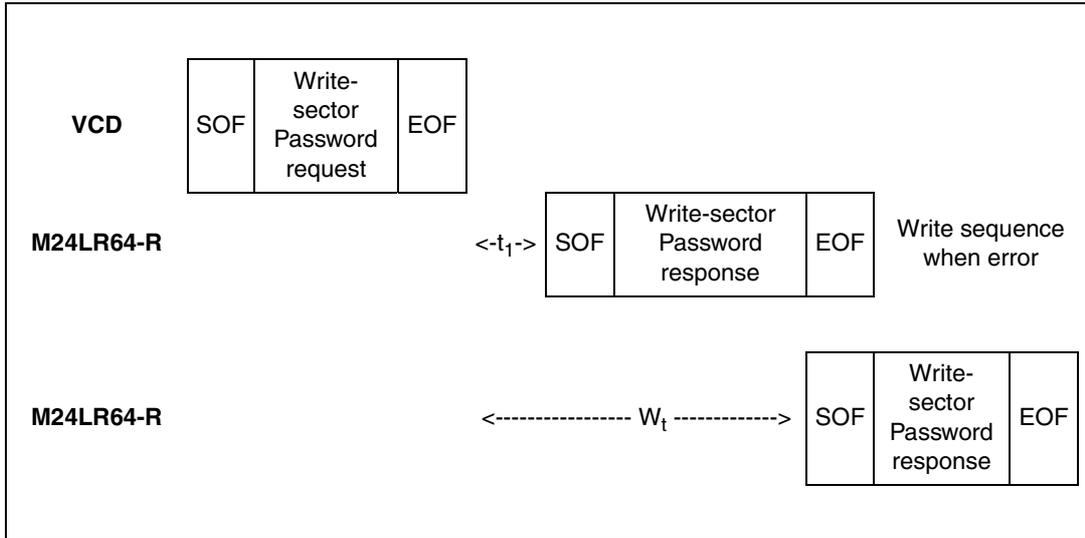 Write-
sector
Password
request
VCD
SOF
EOF
M24LR64-R
<-t1->
SOF
Write-sector
Password
response
EOF
Write sequence
when error
M24LR64-R
<----------------- Wt ------------->
SOF
Write-
sector
Password
response
EOF